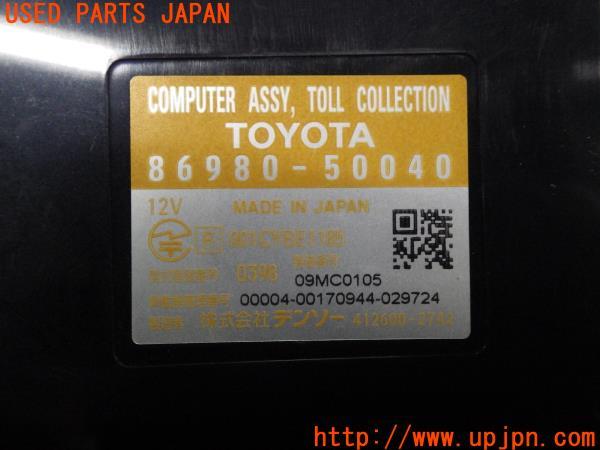 USED PARTS JAPAN
COMPUTER ASSY, TOLL COLLECTION
TOYOTA
86980-50040
12V MADE IN JAPAN
R
0398
09MC0105
00004-00170944-029724
株式会社 デンソー 412600-2742
http://www.upjpn.com